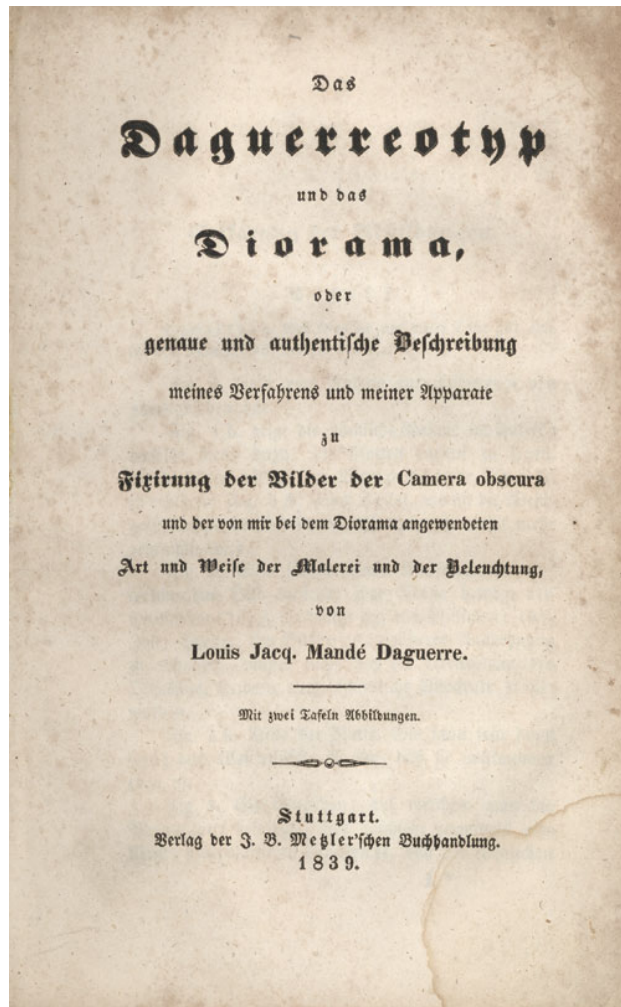 Das
Daguerreotyp
und das
Diorama,
oder
genaue und authentische Beschreibung
meines Verfahrens und meiner Apparate
zu
Fixirung der Bilder der Camera obscura
und der von mir bei dem Diorama angewendeten
Art und Weise der Malerei und der Beleuchtung,
von
Louis Jacq. Mandé Daguerre.
Mit zwei Tafeln Abbildungen.
Stuttgart.
Verlag der J. B. Metzler'schen Buchhandlung.
1839.